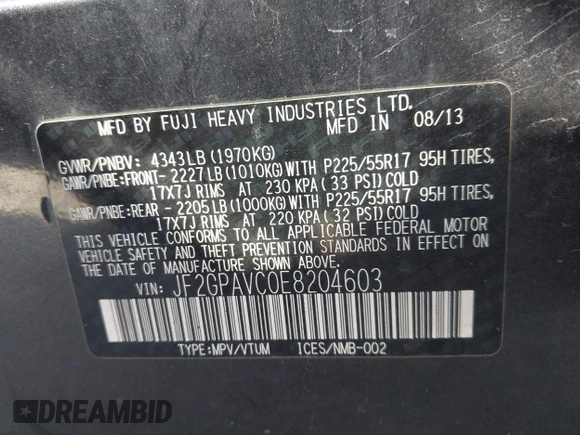 MFD BY FUJI HEAVY INDUSTRIES LTD.
MFD IN 08/13
GVWR/PNBV: 4343LB(1970KG)
GAWR/PNBE:FRONT- 2227LB(1010KG)WITH P225/55R17 95H TIRES,
17X7J RIMS AT 230 KPA(33 PSI)COLD
GAWR/PNBE:REAR - 2205LB(1000KG)WITH P225/55R17 95H TIRES,
17X7J RIMS AT 220 KPA(32 PSI)COLD
THIS VEHICLE CONFORMS TO ALL APPLICABLE FEDERAL MOTOR
VEHICLE SAFETY AND THEFT PREVENTION STANDARDS IN EFFECT ON
THE DATE OF MANUFACTURE SHOWN ABOVE.
VIN: JF2GPAVC0E8204603
TYPE:MPV/VTUM ICES/NMB-002
DREAMBID